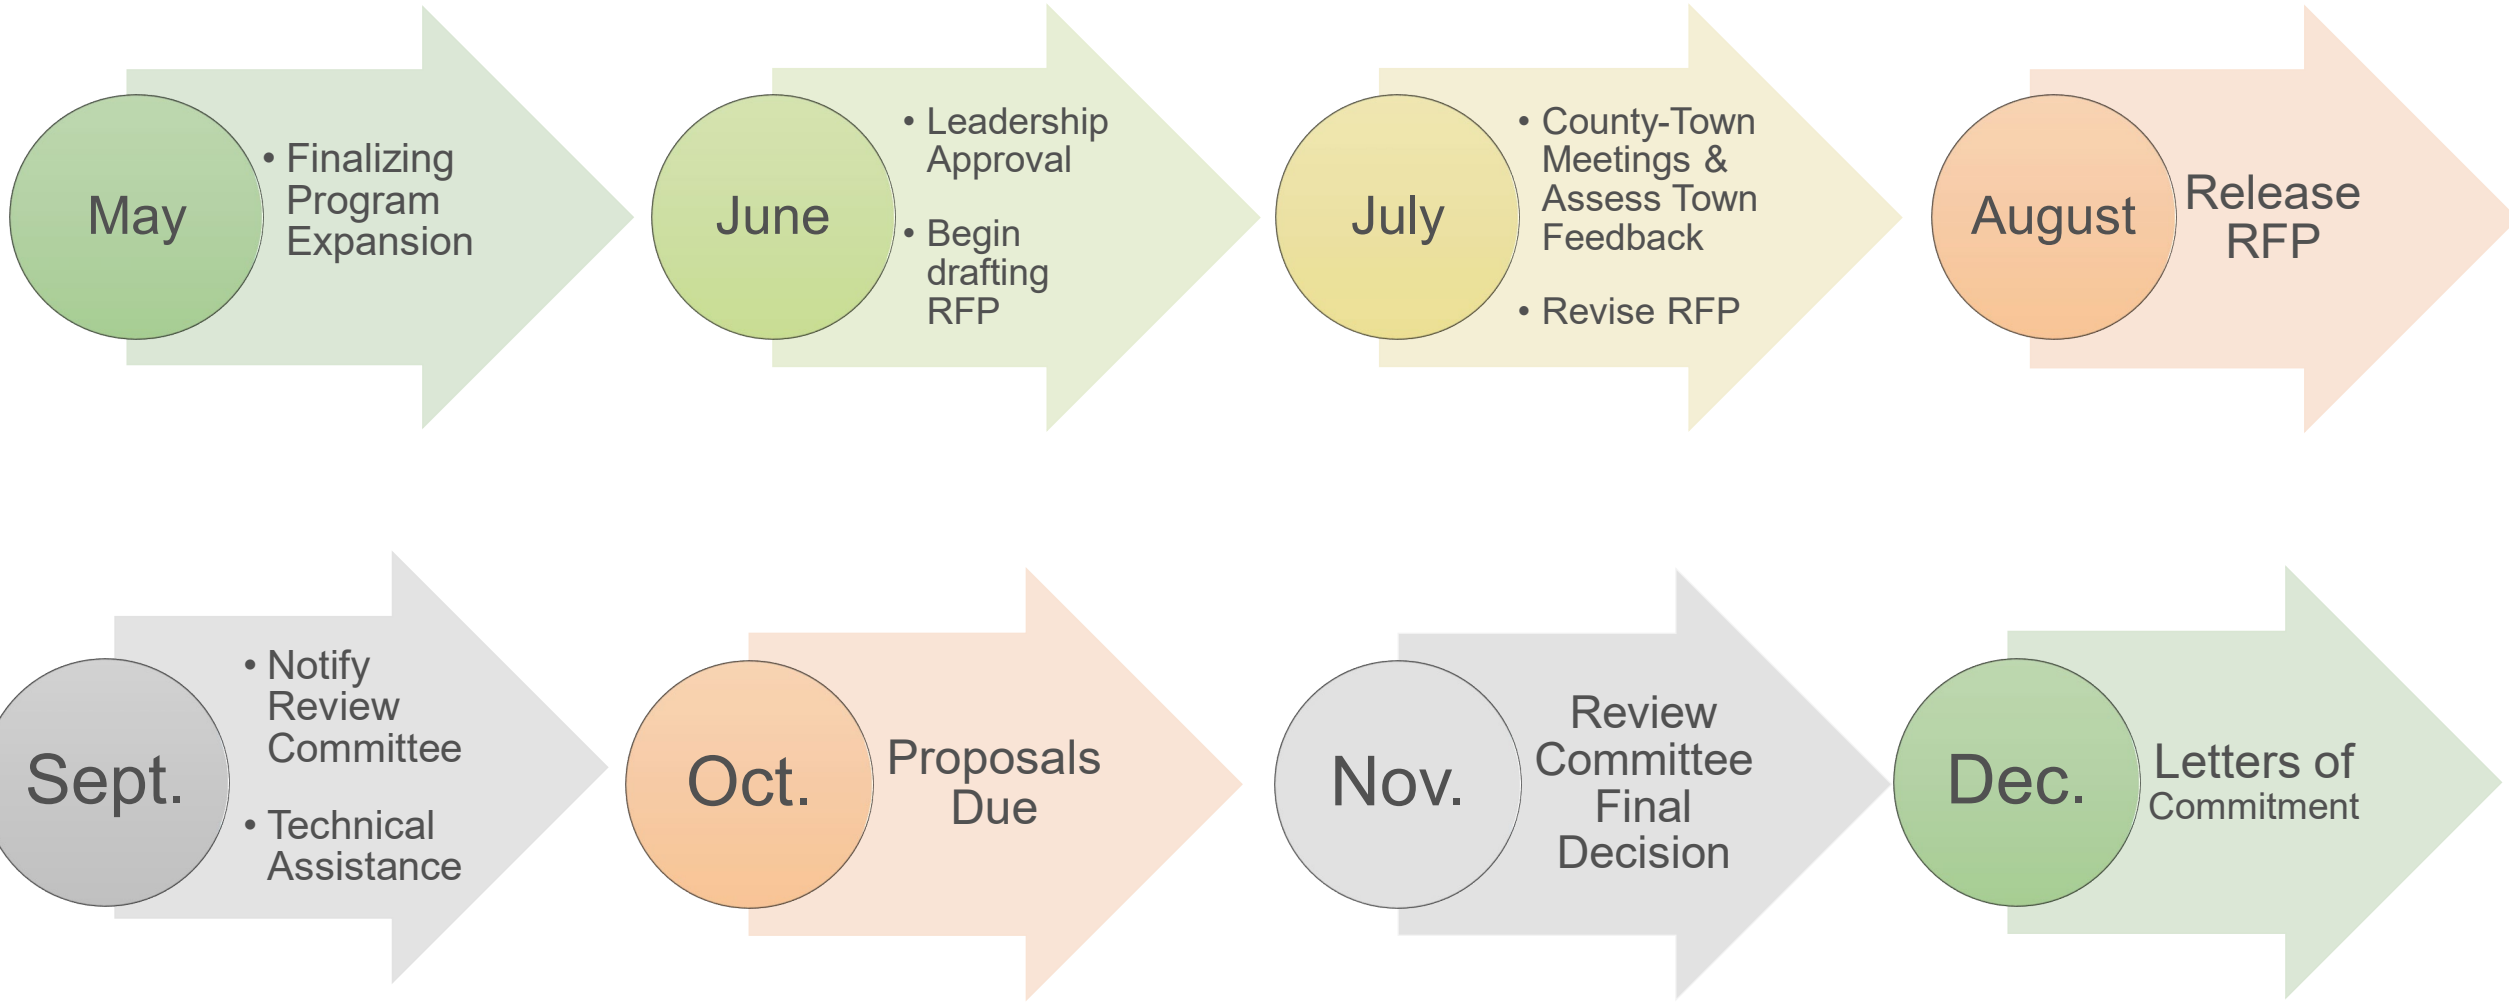 May
• Finalizing
Program
Expansion
June
• Leadership
Approval
• Begin
drafting
RFP
July
• County-Town
Meetings &
Assess Town
Feedback
• Revise RFP
August
Release
RFP
Sept.
• Notify
Review
Committee
• Technical
Assistance
Oct.
Proposals
Due
Nov.
Review
Committee
Final
Decision
Dec.
Letters of
Commitment